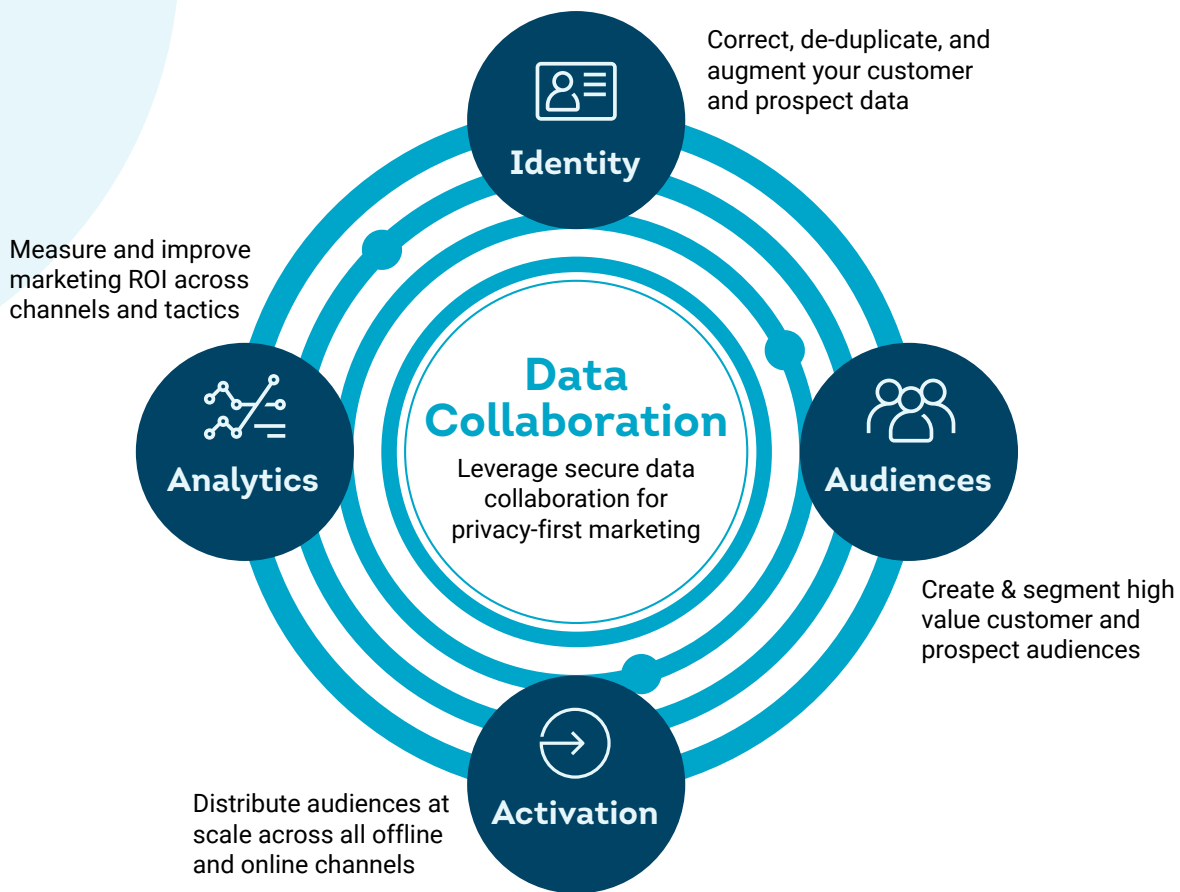 Correct, de-duplicate, and
augment your customer
and prospect data
Identity
Measure and improve
marketing ROI across
channels and tactics
Data
Collaboration
Leverage secure data
collaboration for
privacy-first marketing
Analytics
Audiences
Create & segment high
value customer and
prospect audiences
Activation
Distribute audiences at
scale across all offline
and online channels